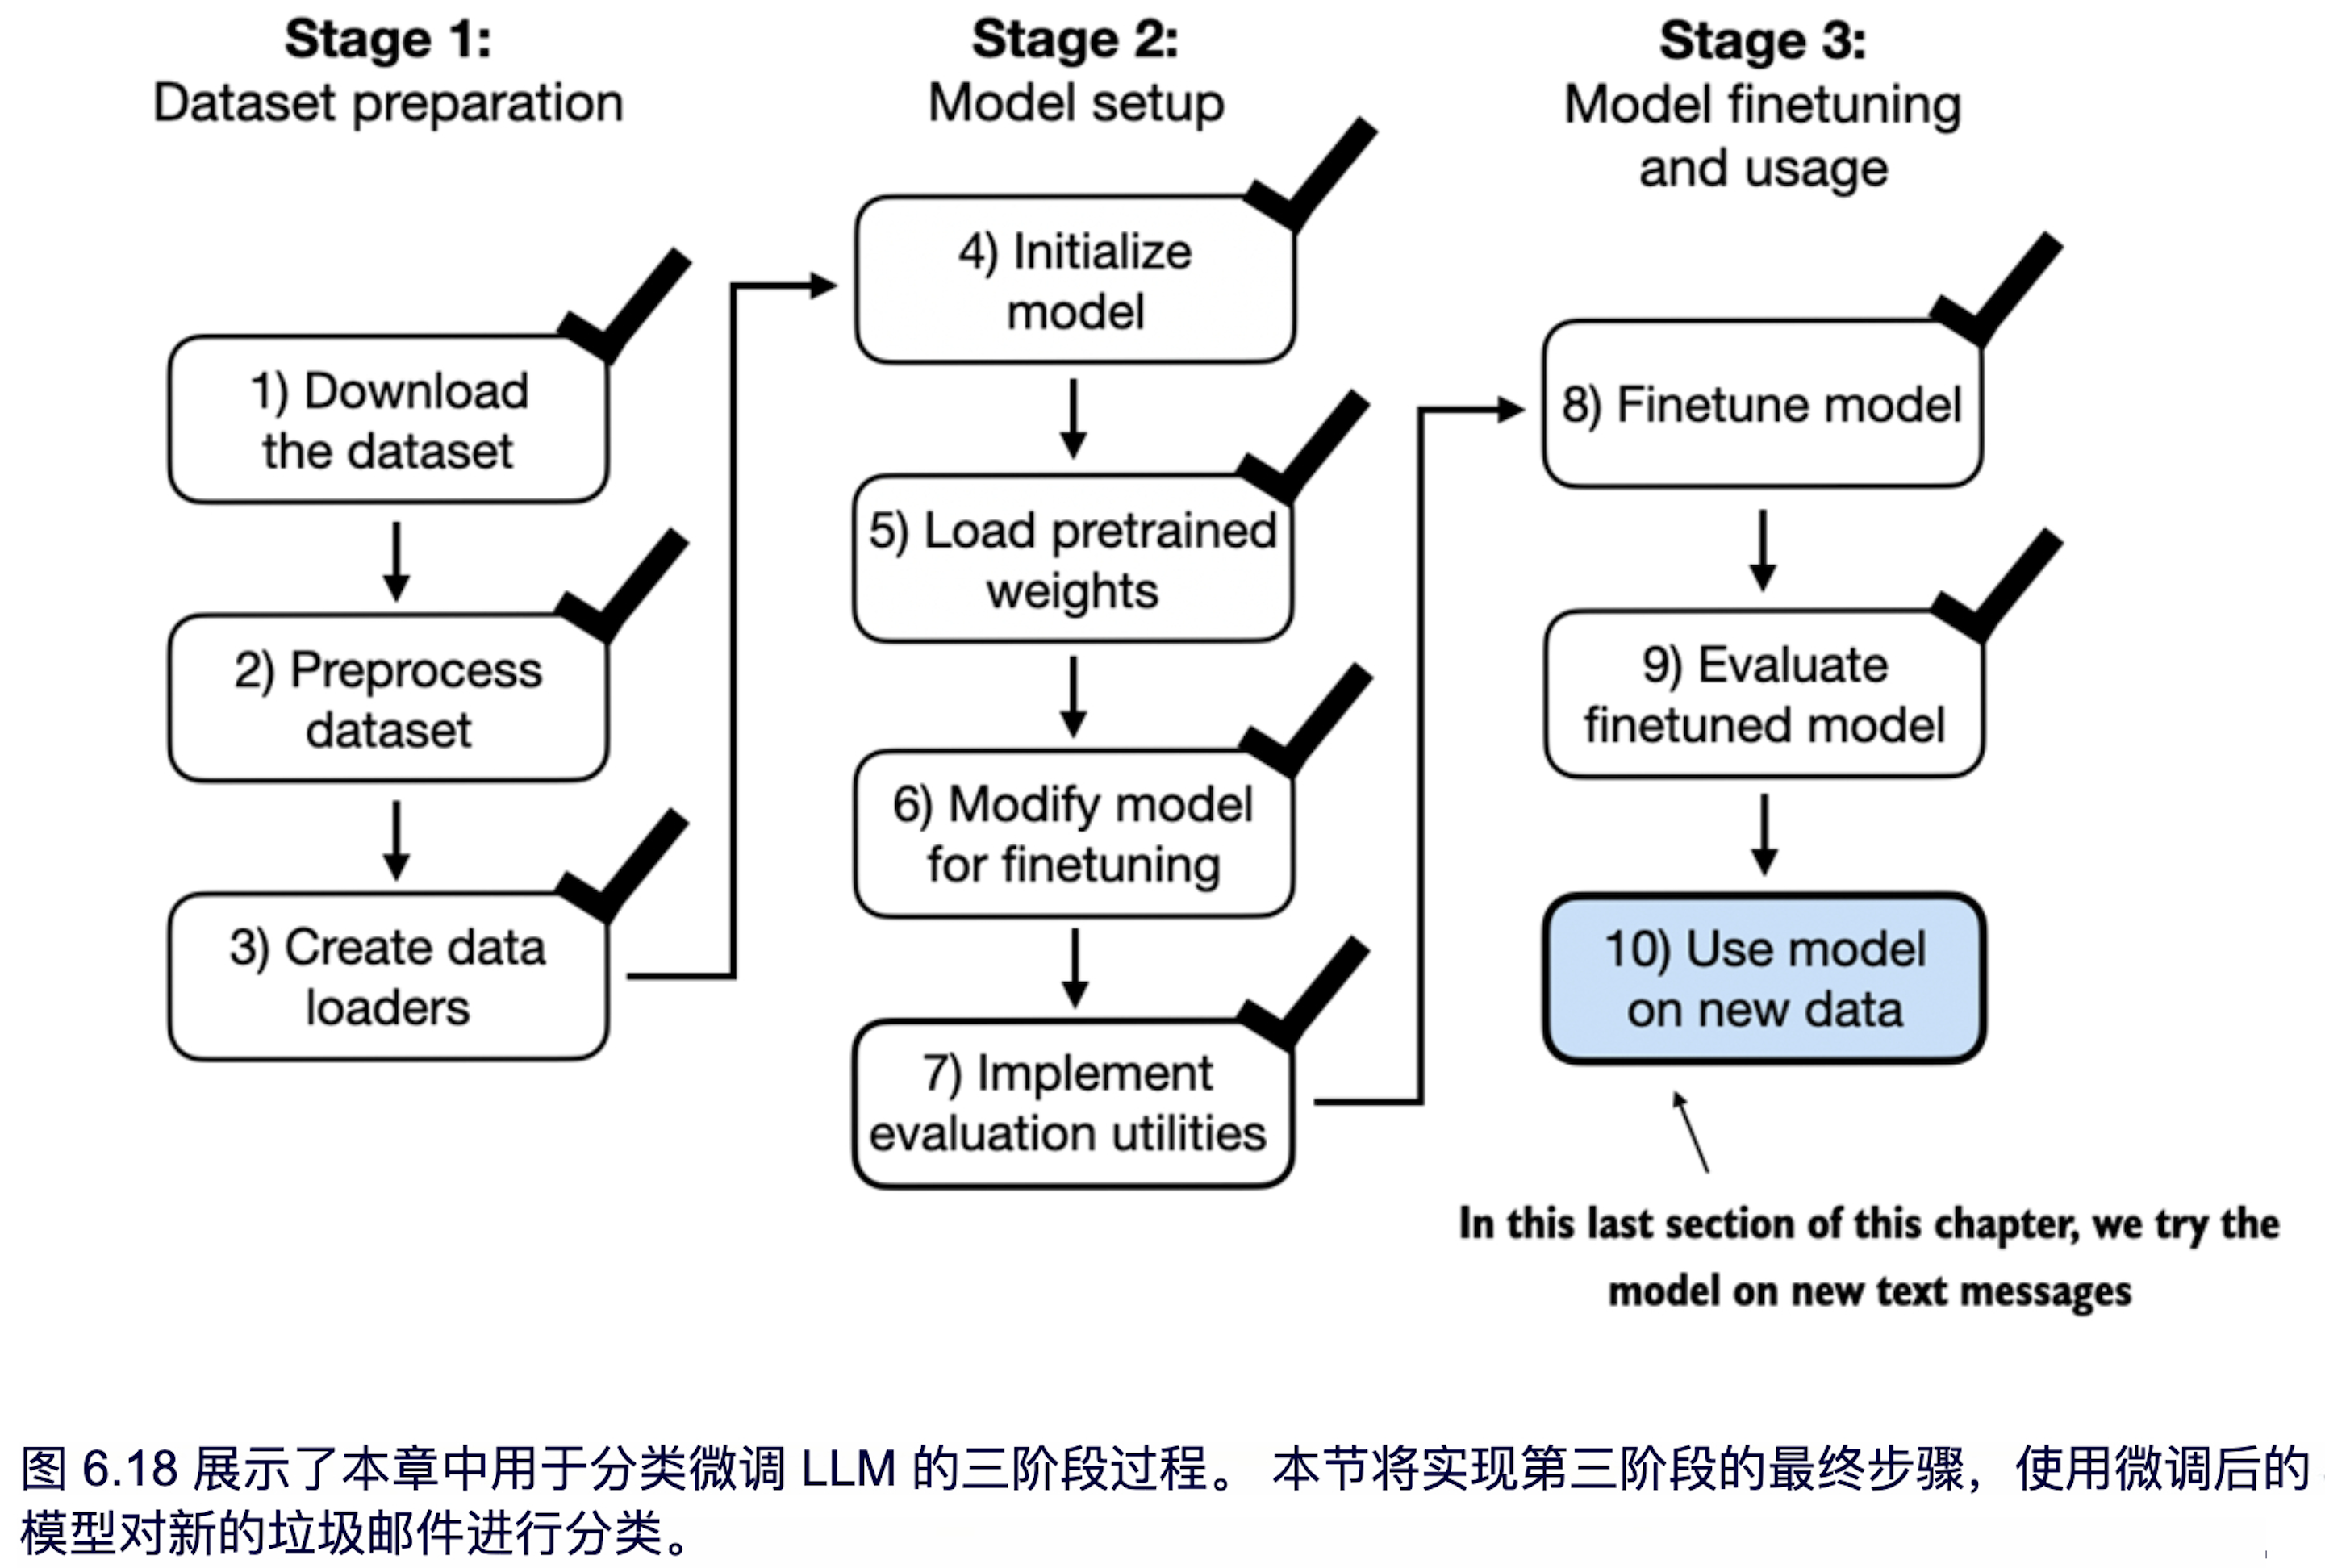 Stage 1:
Dataset preparation
1) Download
the dataset
2) Preprocess
dataset
3) Create data
loaders
Stage 2:
Model setup
4) Initialize
model
5) Load pretrained
weights
6) Modify model
for finetuning
7) Implement
evaluation utilities
Stage 3:
Model finetuning
and usage
8) Finetune model
9) Evaluate
finetuned model
10) Use model
on new data
In this last section of this chapter, we try the
model on new text messages
图 6.18 展示了本章中用于分类微调 LLM 的三阶段过程。 本节将实现第三阶段的最终步骤，使用微调后的
模型对新的垃圾邮件进行分类。